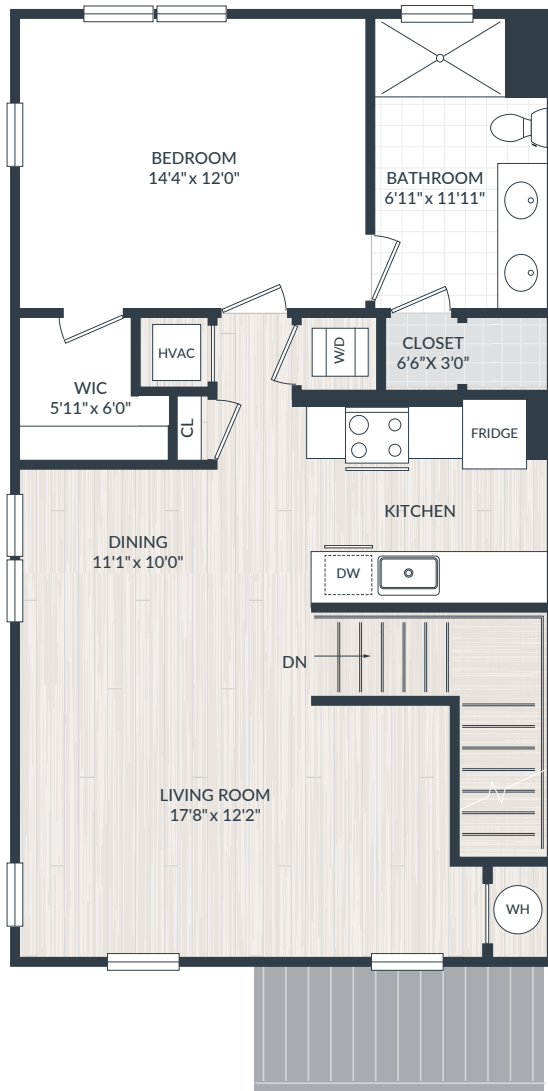 BEDROOM
14'4" x 12'0"
BATHROOM
6'11" x 11'11"
HVAC
W/D
CLOSET
6'6”X 3'0”
WIC
5'11" x 6'0"
CL
FRIDGE
KITCHEN
DINING
11'1" x 10'0"
DW
DN
LIVING ROOM
17'8" x 12'2"
WH